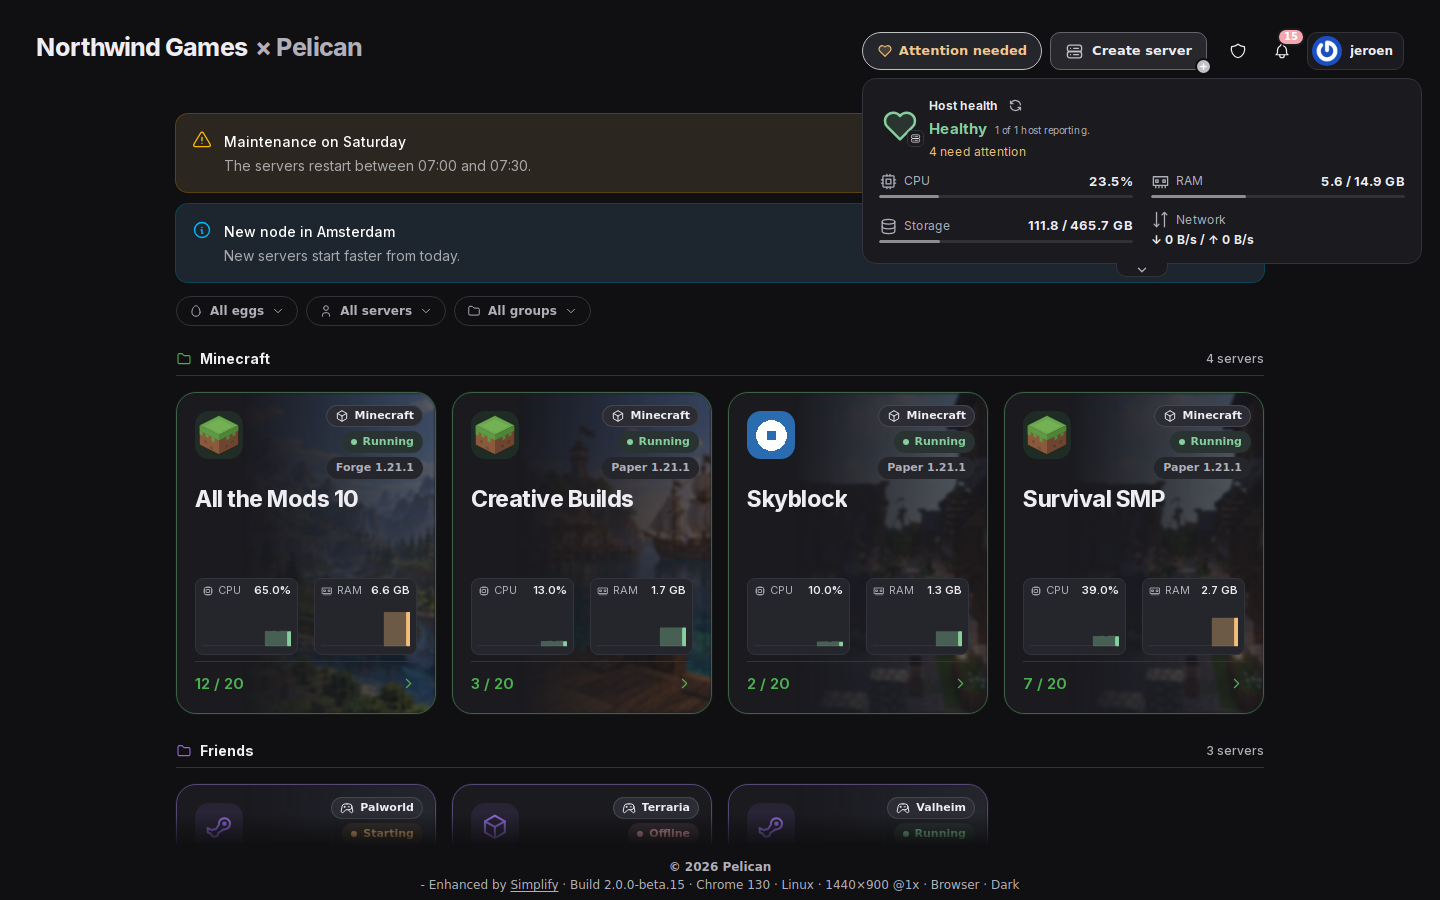 Northwind Games × Pelican
Attention needed
Create server
15
jeroen
Host health
Healthy 1 of 1 host reporting.
4 need attention
CPU 23.5%
RAM 5.6 / 14.9 GB
Storage 111.8 / 465.7 GB
Network
↓ 0 B/s / ↑ 0 B/s
Maintenance on Saturday
The servers restart between 07:00 and 07:30.
New node in Amsterdam
New servers start faster from today.
All eggs
All servers
All groups
Minecraft
4 servers
Minecraft
Running
Forge 1.21.1
All the Mods 10
CPU 65.0%
RAM 6.6 GB
12 / 20
Minecraft
Running
Paper 1.21.1
Creative Builds
CPU 13.0%
RAM 1.7 GB
3 / 20
Minecraft
Running
Paper 1.21.1
Skyblock
CPU 10.0%
RAM 1.3 GB
2 / 20
Minecraft
Running
Paper 1.21.1
Survival SMP
CPU 39.0%
RAM 2.7 GB
7 / 20
Friends
3 servers
Palworld
Starting
Terraria
Offline
Valheim
Running
© 2026 Pelican
- Enhanced by Simplify · Build 2.0.0-beta.15 · Chrome 130 · Linux · 1440×900 @1x · Browser · Dark